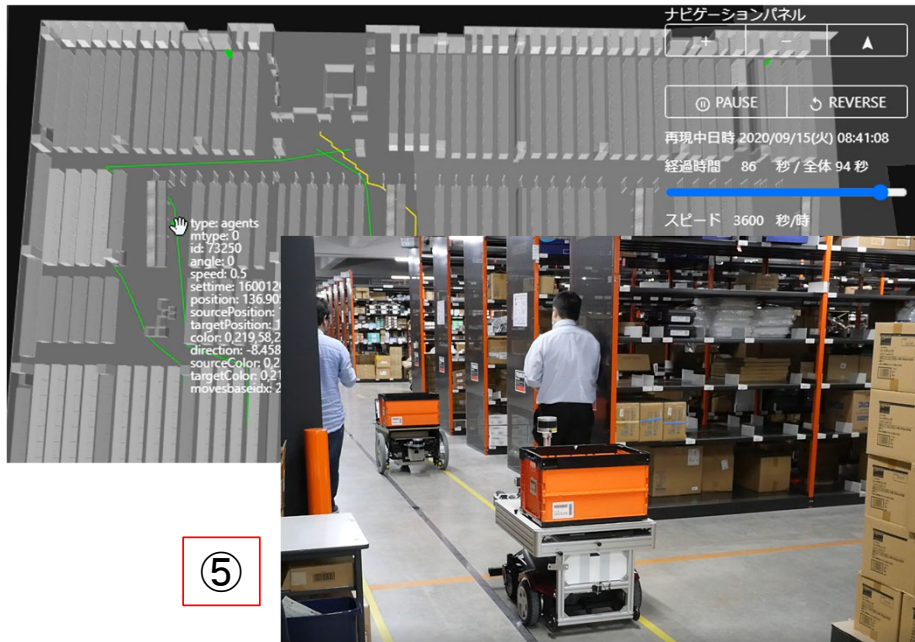 ナビゲーションパネル
+ −
PAUSE REVERSE
再現中日時 2020/09/15(火) 08:41:08
経過時間 86 秒 / 全体 94 秒
スピード 3600 秒/時
type: agents
mtype: 0
id: 73250
angle: 0
speed: 0.5
settime: 160012
position: 136.90
sourcePosition:
targetPosition:
color: 0,219,58,2
direction: -8.458
sourceColor: 0,2
targetColor: 0,21
movesbaseidx: 2
⑤